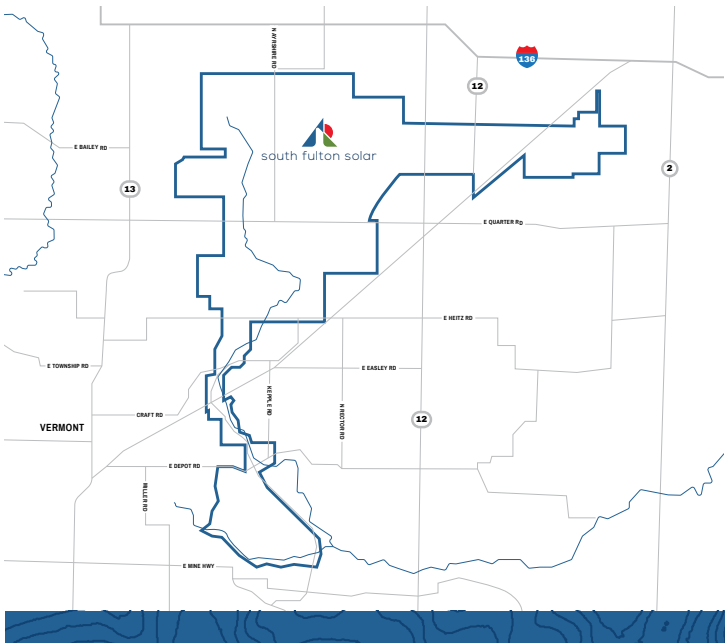 N AYRSHIRE RD
136
12
south fulton solar
E BAILEY RD
2
13
E QUARTER RD
E HEITZ RD
E TOWNSHIP RD
E EASLEY RD
KEPPLE RD
N RECTOR RD
CRAFT RD
12
VERMONT
E DEPOT RD
MILLER RD
E MINE HWY